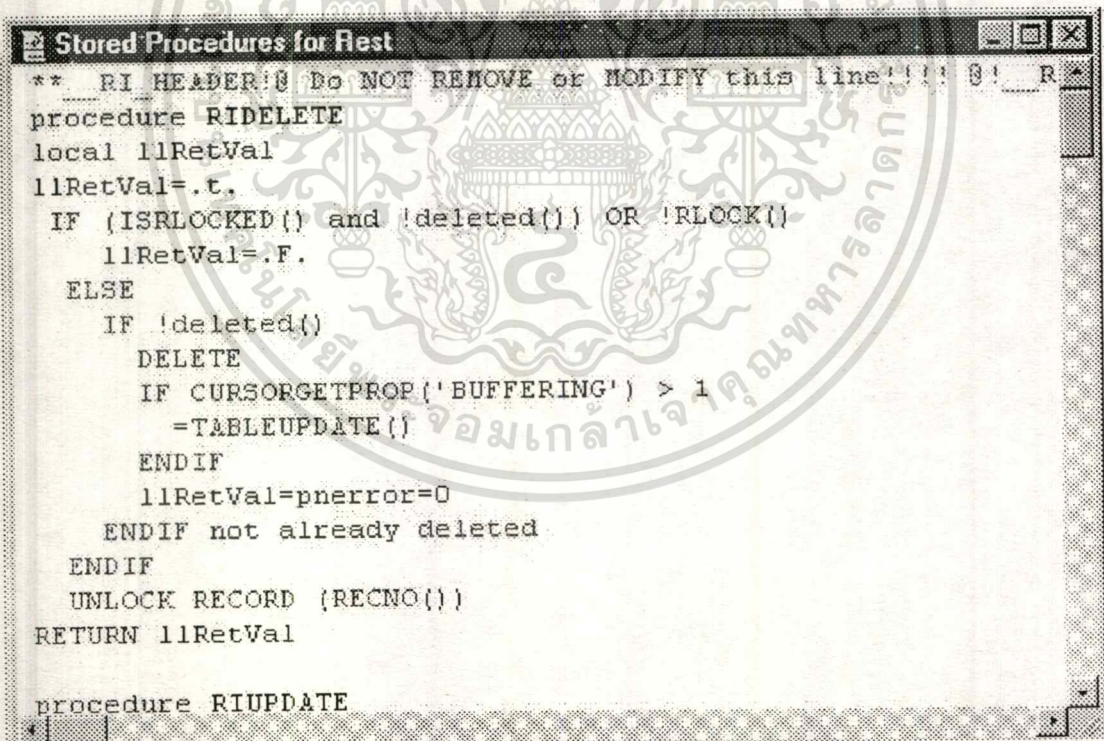 Stored Procedures for Rest
**__RI_HEADER!@ Do NOT REMOVE or MODIFY this line!!!! @!__R
procedure RIDELETE
local llRetVal
llRetVal=.t.
IF (ISRLOCKED() and !deleted()) OR !RLOCK()
llRetVal=.F.
ELSE
IF !deleted()
DELETE
IF CURSORGETPROP('BUFFERING') > 1
=TABLEUPDATE()
ENDIF
llRetVal=pnerror=0
ENDIF not already deleted
ENDIF
UNLOCK RECORD (RECNO())
RETURN llRetVal
procedure RIUPDATE